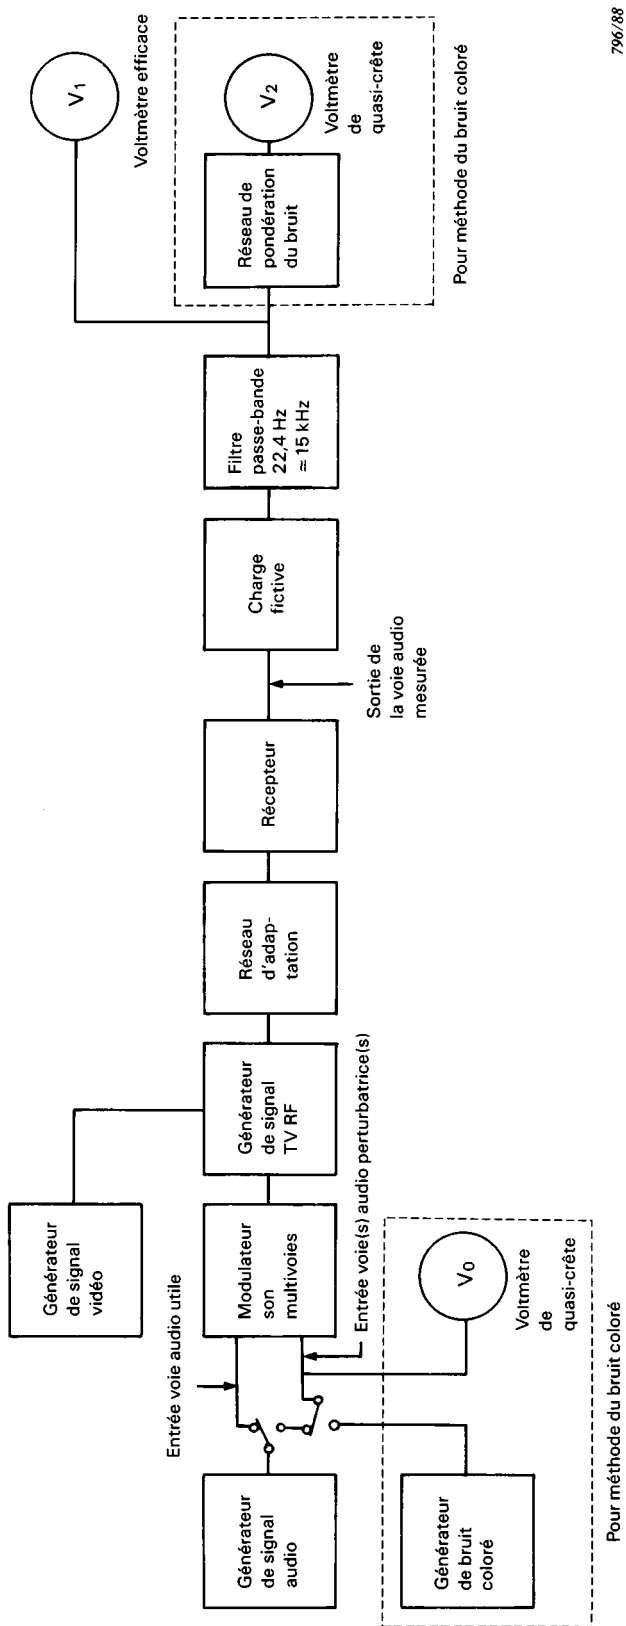 Générateur
de signal
audio
Générateur
de bruit
coloré
Pour méthode du bruit coloré
Entrée voie audio utile
Générateur
de signal
vidéo
Modulateur
son
multivoies
Entrée voie(s) audio perturbatrice(s)
V0
Voltmètre
de
quasi-crête
Générateur
de signal
TV RF
Réseau
d'adap-
tation
Récepteur
Sortie de
la voie audio
mesurée
Charge
fictive
Filtre
passe-bande
22,4 Hz
≃ 15 kHz
Réseau de
pondération
du bruit
V1
Voltmètre efficace
V2
Voltmètre
de
quasi-crête
Pour méthode du bruit coloré
796/88